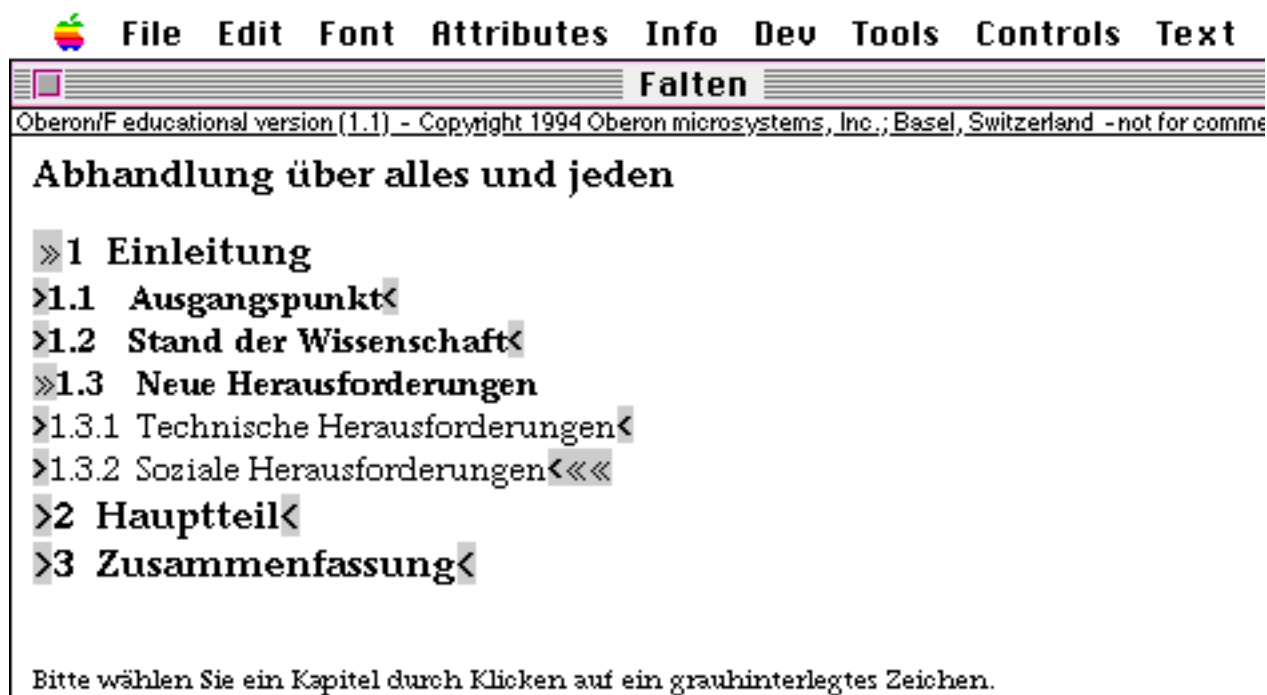 File Edit Font Attributes Info Dev Tools Controls Text
Falten
Oberon/F educational version (1.1) - Copyright 1994 Oberon microsystems, Inc.; Basel, Switzerland - not for comme
Abhandlung über alles und jeden
»1 Einleitung
>1.1 Ausgangspunkt<
>1.2 Stand der Wissenschaft<
»1.3 Neue Herausforderungen
>1.3.1 Technische Herausforderungen<
>1.3.2 Soziale Herausforderungen<««
>2 Hauptteil<
>3 Zusammenfassung<
Bitte wählen Sie ein Kapitel durch Klicken auf ein grauhinterlegtes Zeichen.